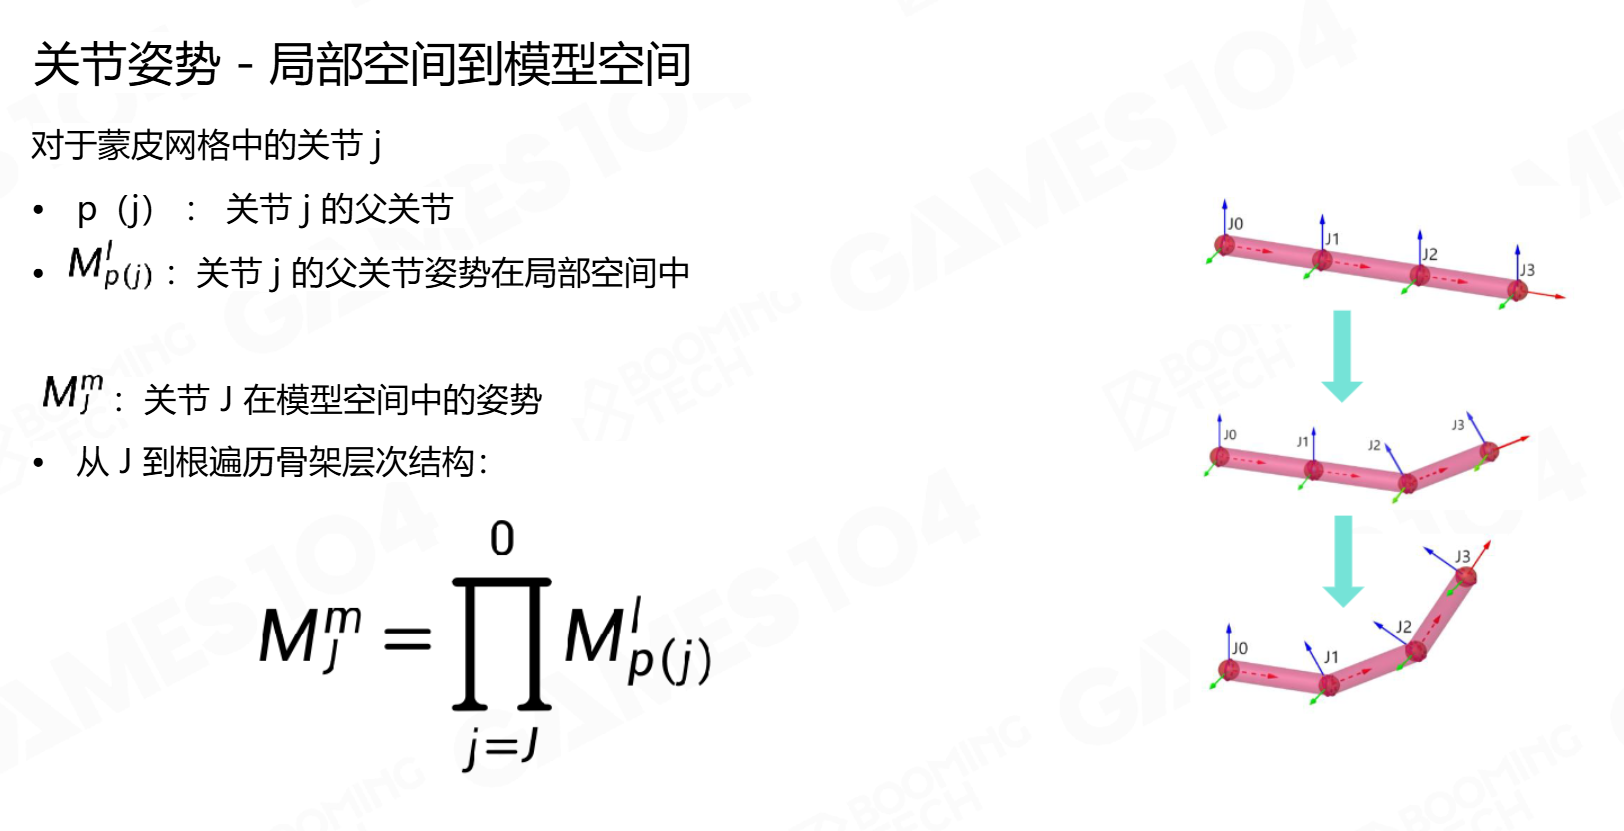 关节姿势 - 局部空间到模型空间
对于蒙皮网格中的关节 j
• p（j） ： 关节 j 的父关节
• M^l_p(j) ：关节 j 的父关节姿势在局部空间中
M^m_J ：关节 J 在模型空间中的姿势
• 从 J 到根遍历骨架层次结构：
M^m_J = ∏_{j=J}^{0} M^l_p(j)
J0
J1
J2
J3
J0
J1
J2
J3
J0
J1
J2
J3
GAMES104
BOOMING TECH